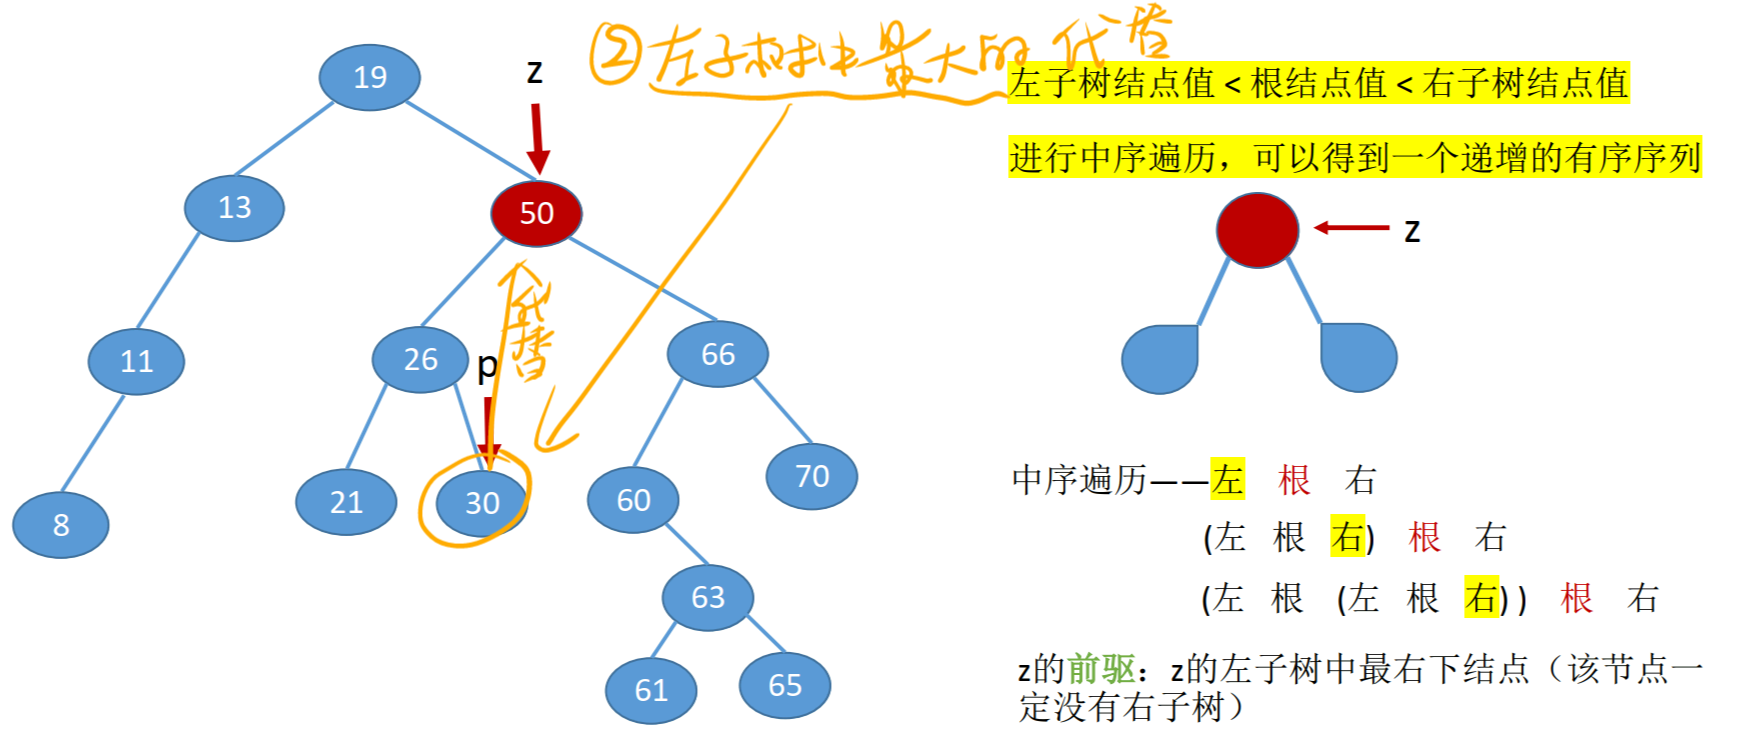 ②左子树中最大的代替
左子树结点值 < 根结点值 < 右子树结点值
进行中序遍历，可以得到一个递增的有序序列
z
19
13
50
z
代替
11
26
p
66
8
21
30
60
70
63
61
65
中序遍历——左 根 右
(左 根 右) 根 右
(左 根 (左 根 右) ) 根 右
z的前驱：z的左子树中最右下结点（该节点一
定没有右子树）